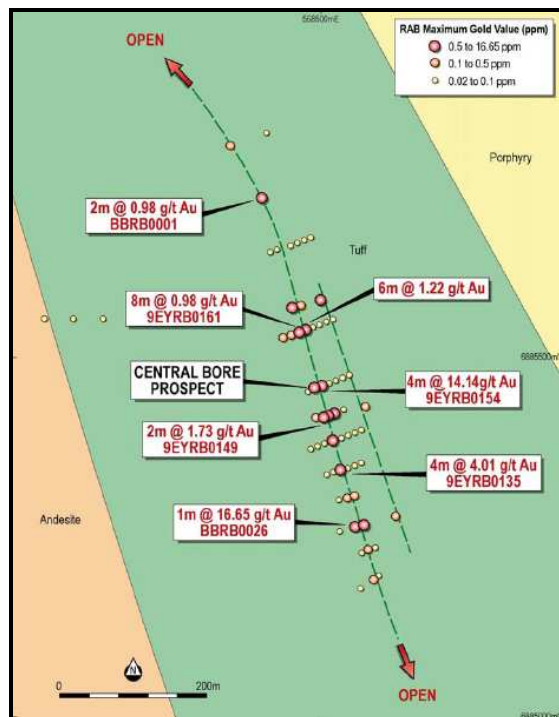 568500mE
RAB Maximum Gold Value (ppm)
0.5 to 16.65 ppm
0.1 to 0.5 ppm
0.02 to 0.1 ppm
OPEN
Porphyry
2m @ 0.98 g/t Au
BBRB0001
Tuff
6m @ 1.22 g/t Au
8m @ 0.98 g/t Au
9EYRB0161
CENTRAL BORE
PROSPECT
4m @ 14.14g/t Au
9EYRB0154
2m @ 1.73 g/t Au
9EYRB0149
4m @ 4.01 g/t Au
9EYRB0135
1m @ 16.65 g/t Au
BBRB0026
Andesite
N
0
200m
OPEN